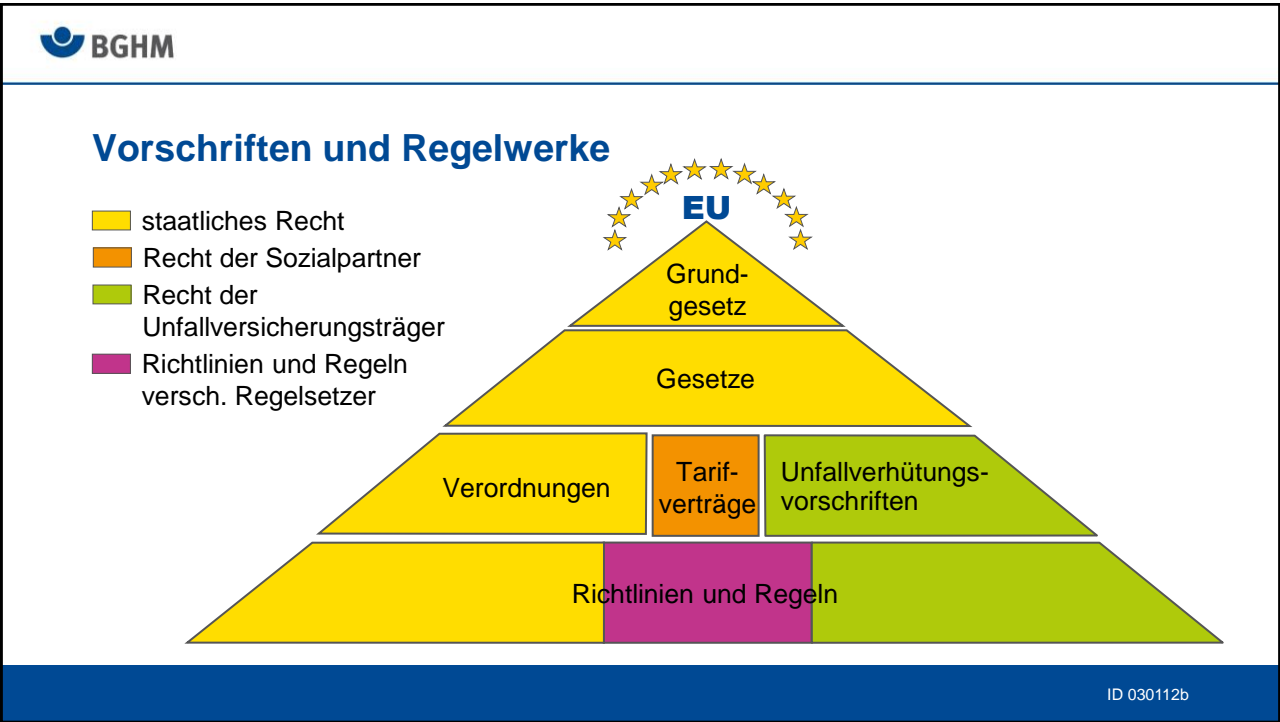 BGHM
Vorschriften und Regelwerke
staatliches Recht
Recht der Sozialpartner
Recht der
Unfallversicherungsträger
Richtlinien und Regeln
versch. Regelsetzer
EU
Grund-
gesetz
Gesetze
Verordnungen
Tarif-
verträge
Unfallverhütungs-
vorschriften
Richtlinien und Regeln
ID 030112b